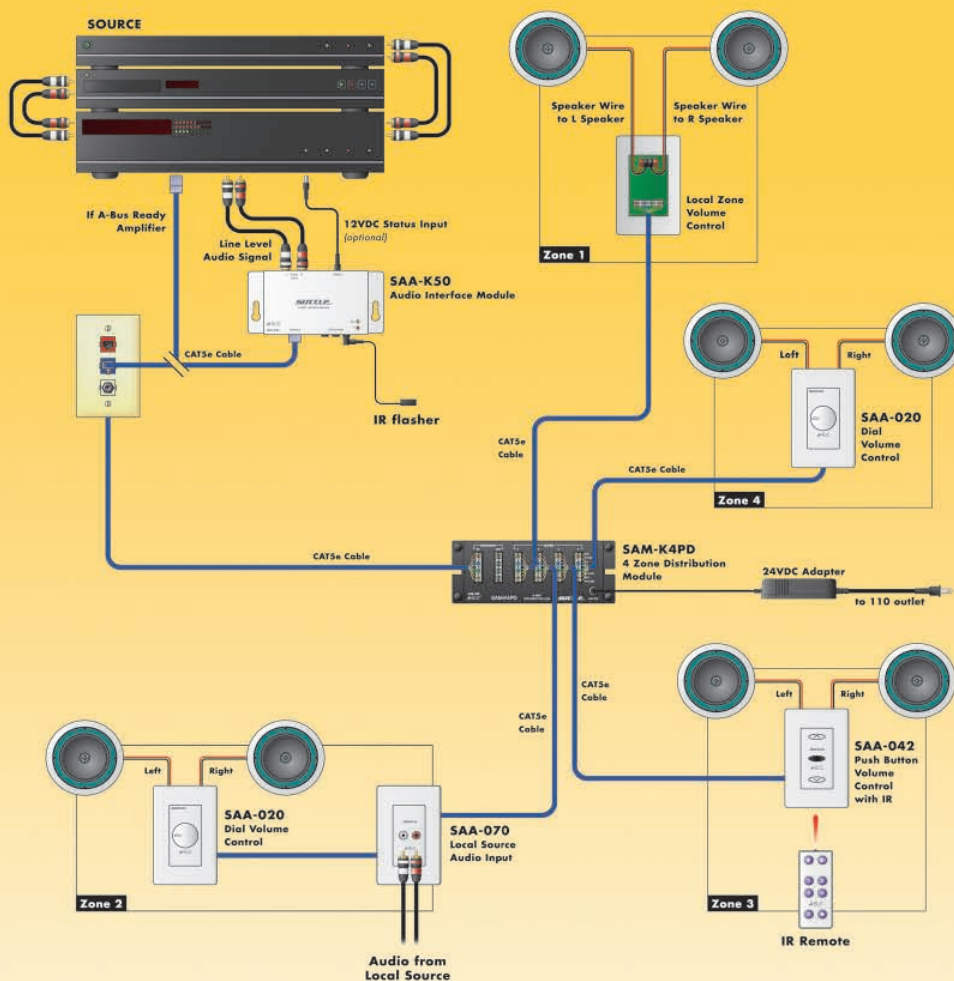 SOURCE
If A-Bus Ready
Amplifier
Line Level
Audio Signal
12VDC Status Input
(optional)
SAA-K50
Audio Interface Module
CAT5e Cable
IR flasher
Speaker Wire
to L Speaker
Speaker Wire
to R Speaker
Local Zone
Volume
Control
Zone 1
Left
Right
SAA-020
Dial
Volume
Control
Zone 4
CAT5e
Cable
CAT5e Cable
CAT5e Cable
SAM-K4PD
4 Zone Distribution
Module
SAM-K4PD
24VDC Adapter
to 110 outlet
CAT5e
Cable
CAT5e
Cable
Left
Right
SAA-042
Push Button
Volume
Control
with IR
Zone 3
IR Remote
Left
Right
SAA-020
Dial Volume
Control
SAA-070
Local Source
Audio Input
Zone 2
Audio from
Local Source